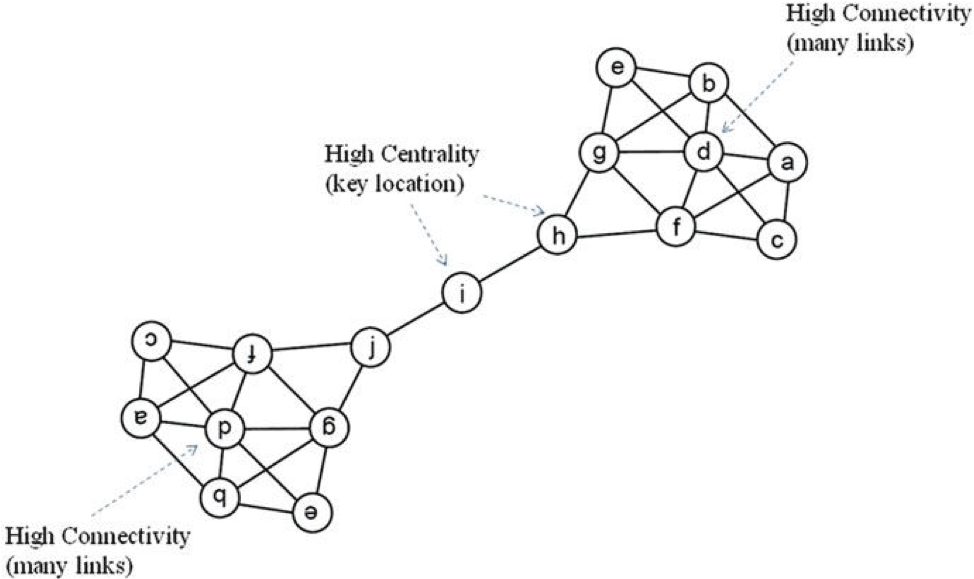 High Connectivity
(many links)
e
b
High Centrality
(key location)
g
d
a
h
f
c
i
c
f
j
a
d
g
b
e
High Connectivity
(many links)